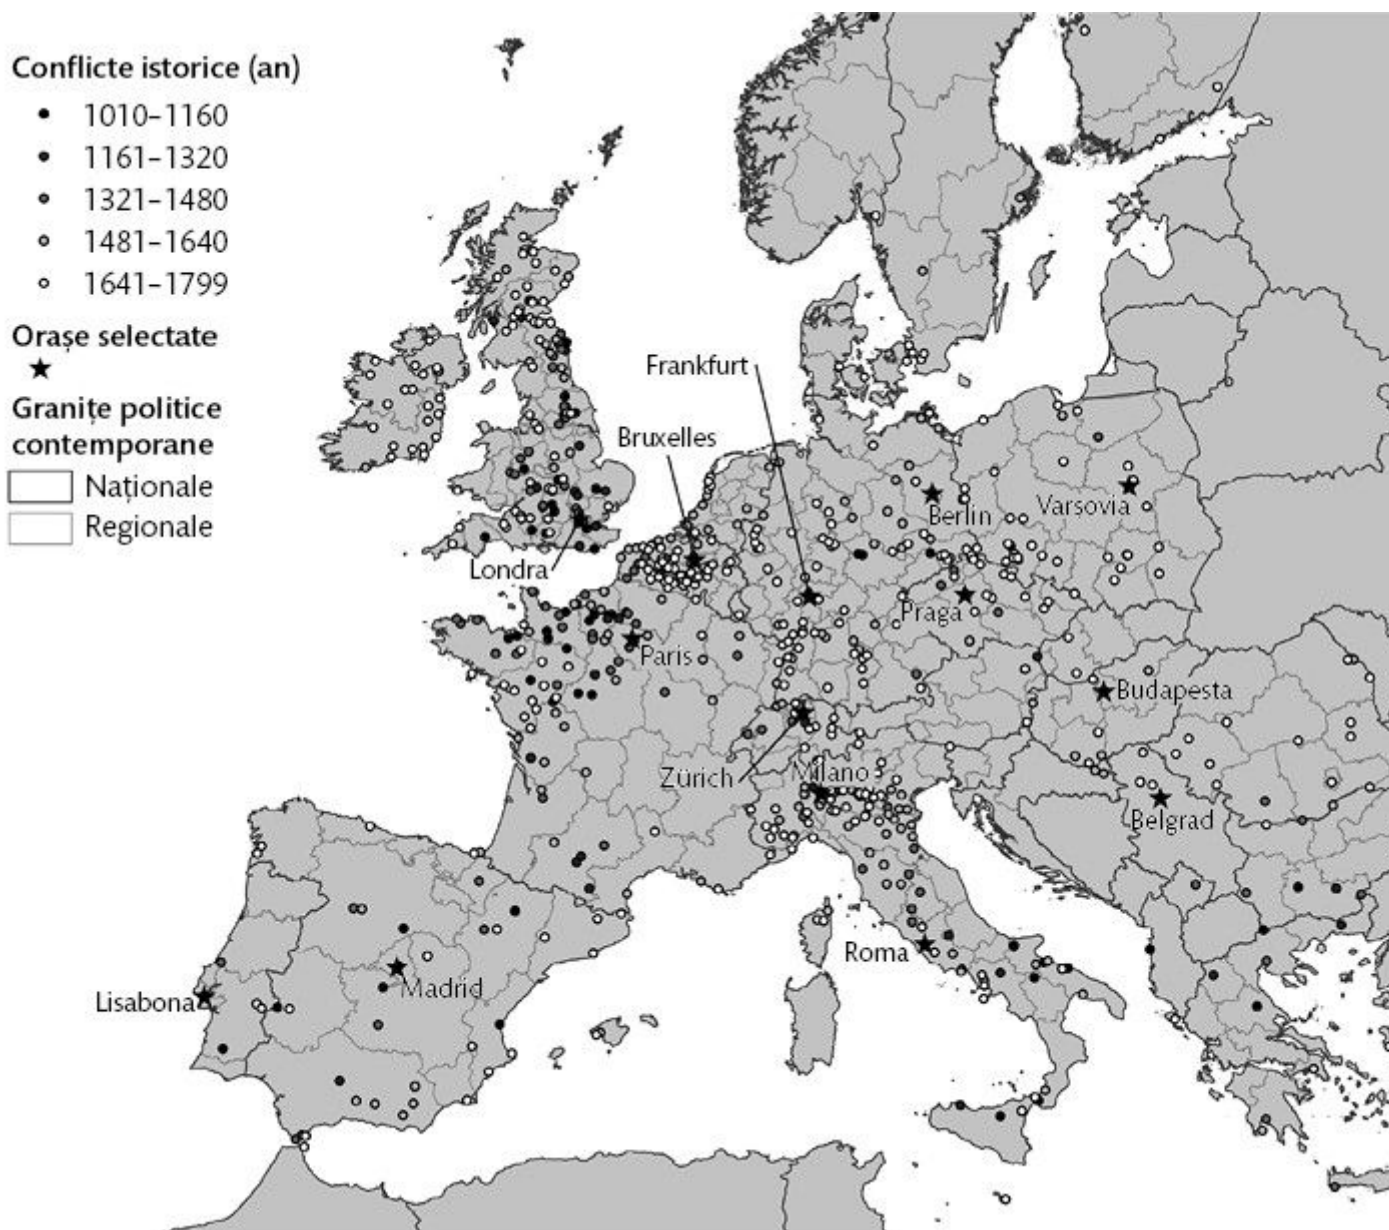 Conflicte istorice (an)
1010–1160
1161–1320
1321–1480
1481–1640
1641–1799
Orașe selectate
Granițe politice
contemporane
Naționale
Regionale
Frankfurt
Bruxelles
Berlin
Varsovia
Londra
Praga
Paris
Budapesta
Zürich
Milano
Belgrad
Roma
Madrid
Lisabona